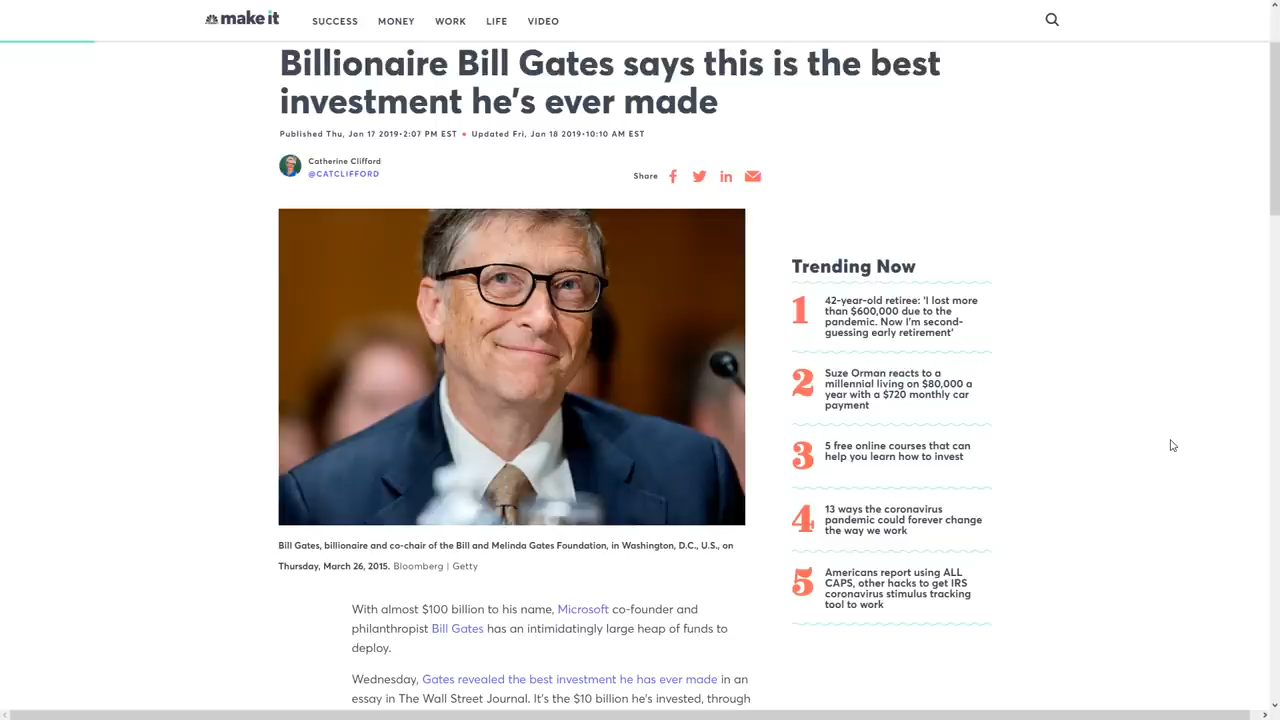 make it
SUCCESS MONEY WORK LIFE VIDEO
Billionaire Bill Gates says this is the best
investment he's ever made
Published Thu, Jan 17 2019•2:07 PM EST • Updated Fri, Jan 18 2019•10:10 AM EST
Catherine Clifford
@CATCLIFFORD
Share
Bill Gates, billionaire and co-chair of the Bill and Melinda Gates Foundation, in Washington, D.C., U.S., on
Thursday, March 26, 2015. Bloomberg | Getty
With almost $100 billion to his name, Microsoft co-founder and
philanthropist Bill Gates has an intimidatingly large heap of funds to
deploy.
Wednesday, Gates revealed the best investment he has ever made in an
essay in The Wall Street Journal. It's the $10 billion he's invested, through
Trending Now
1
42-year-old retiree: 'I lost more
than $600,000 due to the
pandemic. Now I'm second-
guessing early retirement'
2
Suze Orman reacts to a
millennial living on $80,000 a
year with a $720 monthly car
payment
3
5 free online courses that can
help you learn how to invest
4
13 ways the coronavirus
pandemic could forever change
the way we work
5
Americans report using ALL
CAPS, other hacks to get IRS
coronavirus stimulus tracking
tool to work